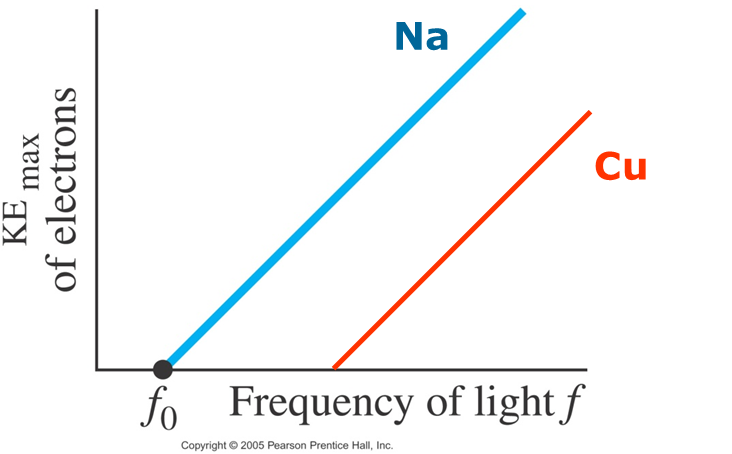 Na
Cu
KE max
of electrons
f0
Frequency of light f
Copyright © 2005 Pearson Prentice Hall, Inc.